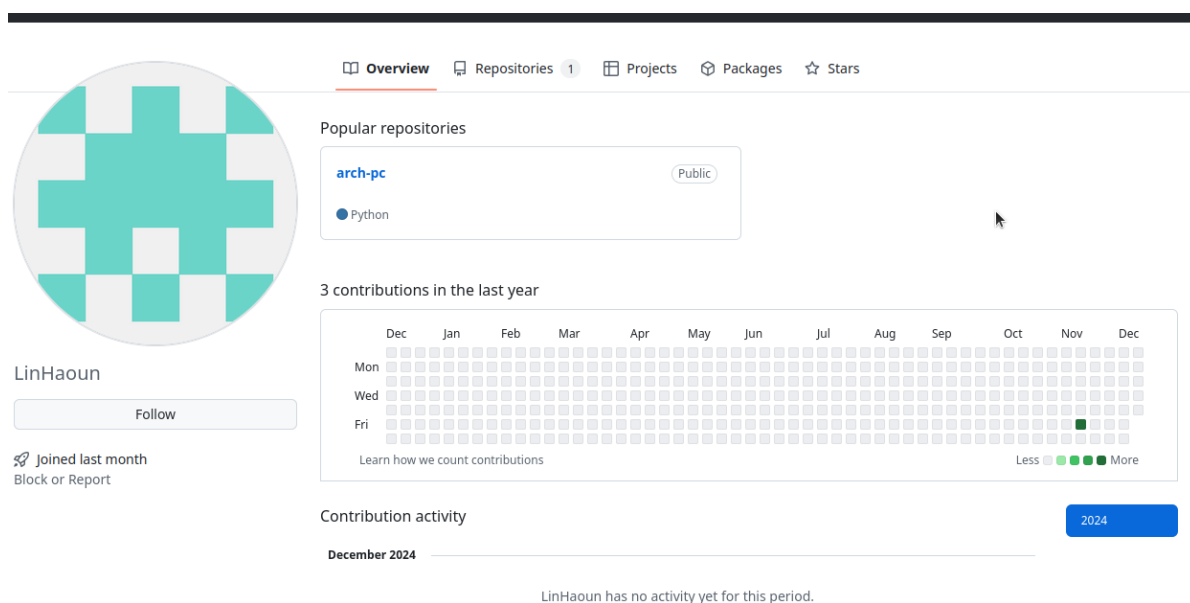 Overview Repositories 1 Projects Packages Stars
Popular repositories
arch-pc Public
Python
3 contributions in the last year
Dec Jan Feb Mar Apr May Jun Jul Aug Sep Oct Nov Dec
Mon
Wed
Fri
Learn how we count contributions Less More
LinHaoun
Follow
Joined last month
Block or Report
Contribution activity
2024
December 2024
LinHaoun has no activity yet for this period.